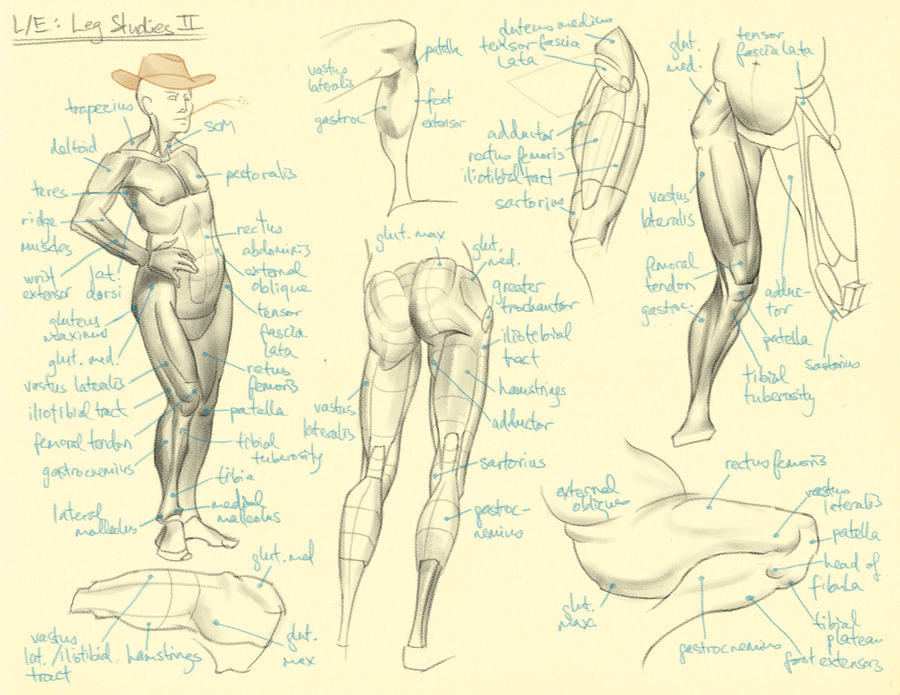 L/E: Leg Studies II
trapezius
SCM
deltoid
teres
pectoralis
ridge
muscles
wrist
extensor
lat.
dorsi
rectus
abdominis
external
oblique
gluteus
maximus
tensor
fascia
lata
glut. med.
vastus lateralis
rectus
femoris
iliotibial tract
patella
femoral tendon
gastrocnemius
tibial
tuberosity
tibia
lateral
malleolus
medial
malleolus
patella
vastus
lateralis
gastroc
foot
extensor
gluteus medius
tensor fascia
lata
adductor
rectus femoris
iliotibial tract
sartorius
glut.
med.
tensor
fascia lata
vastus
lateralis
femoral
tendon
gastroc-
adduc-
tor
patella
sartorius
tibial
tuberosity
glut. max
glut.
med.
greater
trochanter
iliotibial
tract
hamstrings
adductor
vastus
lateralis
sartorius
gastroc-
nemius
glut. med
vastus
lat./iliotibial
tract
hamstrings
glut.
max
external
oblique
rectus femoris
vastus
lateralis
patella
head of
fibula
tibial
plateau
glut.
max.
gastrocnemius
foot extensors